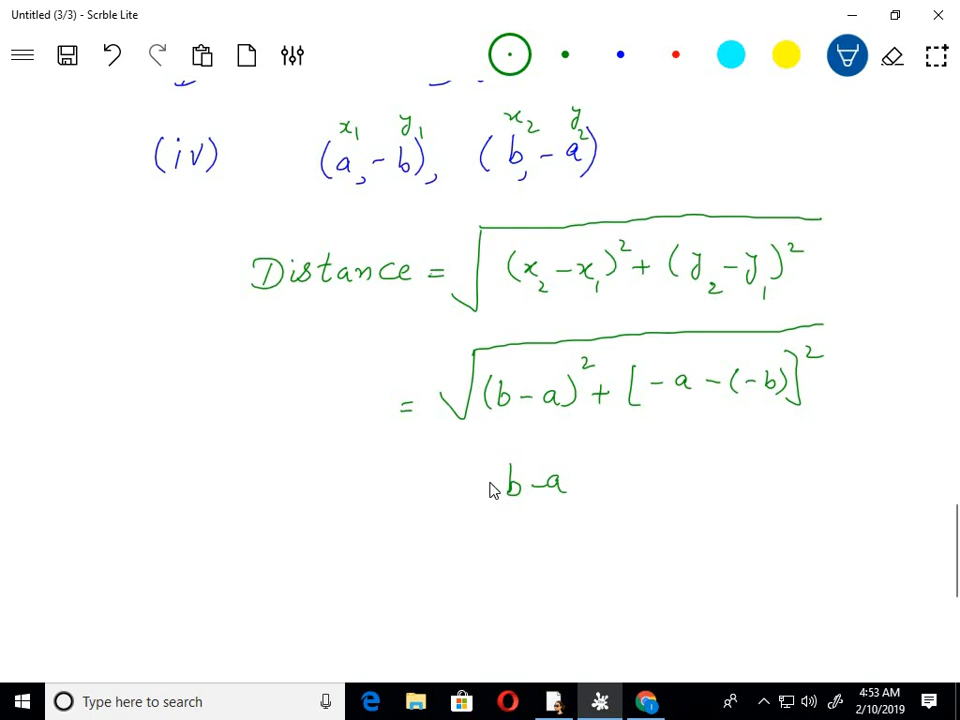 Untitled (3/3) - Scrble Lite
x₁ y₁ x₂ y₂
(iv) (a, -b), (b, -a)
Distance = √((x₂ - x₁)² + (y₂ - y₁)²)
= √((b - a)² + [-a - (-b)]²)
b - a
Type here to search
4:53 AM
2/10/2019